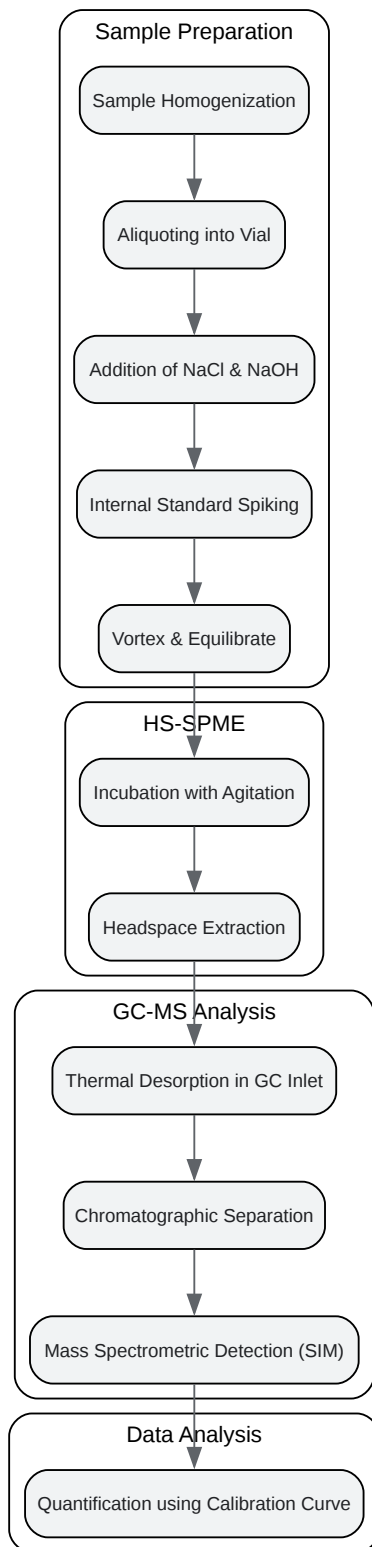 Sample Preparation
Sample Homogenization
Aliquoting into Vial
Addition of NaCl & NaOH
Internal Standard Spiking
Vortex & Equilibrate
HS-SPME
Incubation with Agitation
Headspace Extraction
GC-MS Analysis
Thermal Desorption in GC Inlet
Chromatographic Separation
Mass Spectrometric Detection (SIM)
Data Analysis
Quantification using Calibration Curve